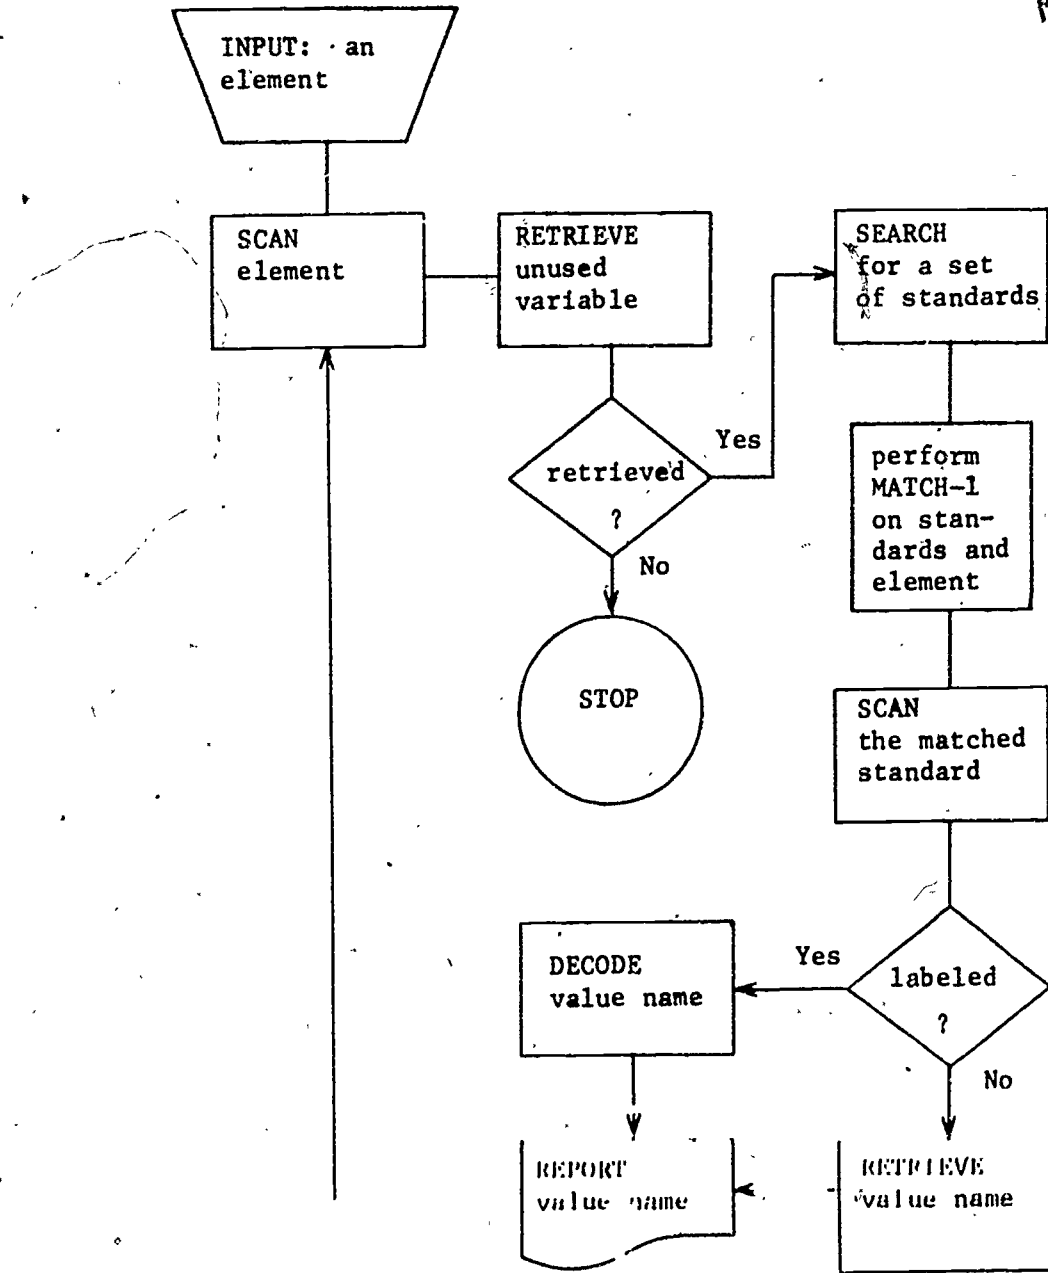 INPUT: an
element
SCAN
element
RETRIEVE
unused
variable
SEARCH
for a set
of standards
retrieved
?
Yes
No
STOP
perform
MATCH-1
on stan-
dards and
element
SCAN
the matched
standard
labeled
?
Yes
No
DECODE
value name
REPORT
value name
RETRIEVE
value name